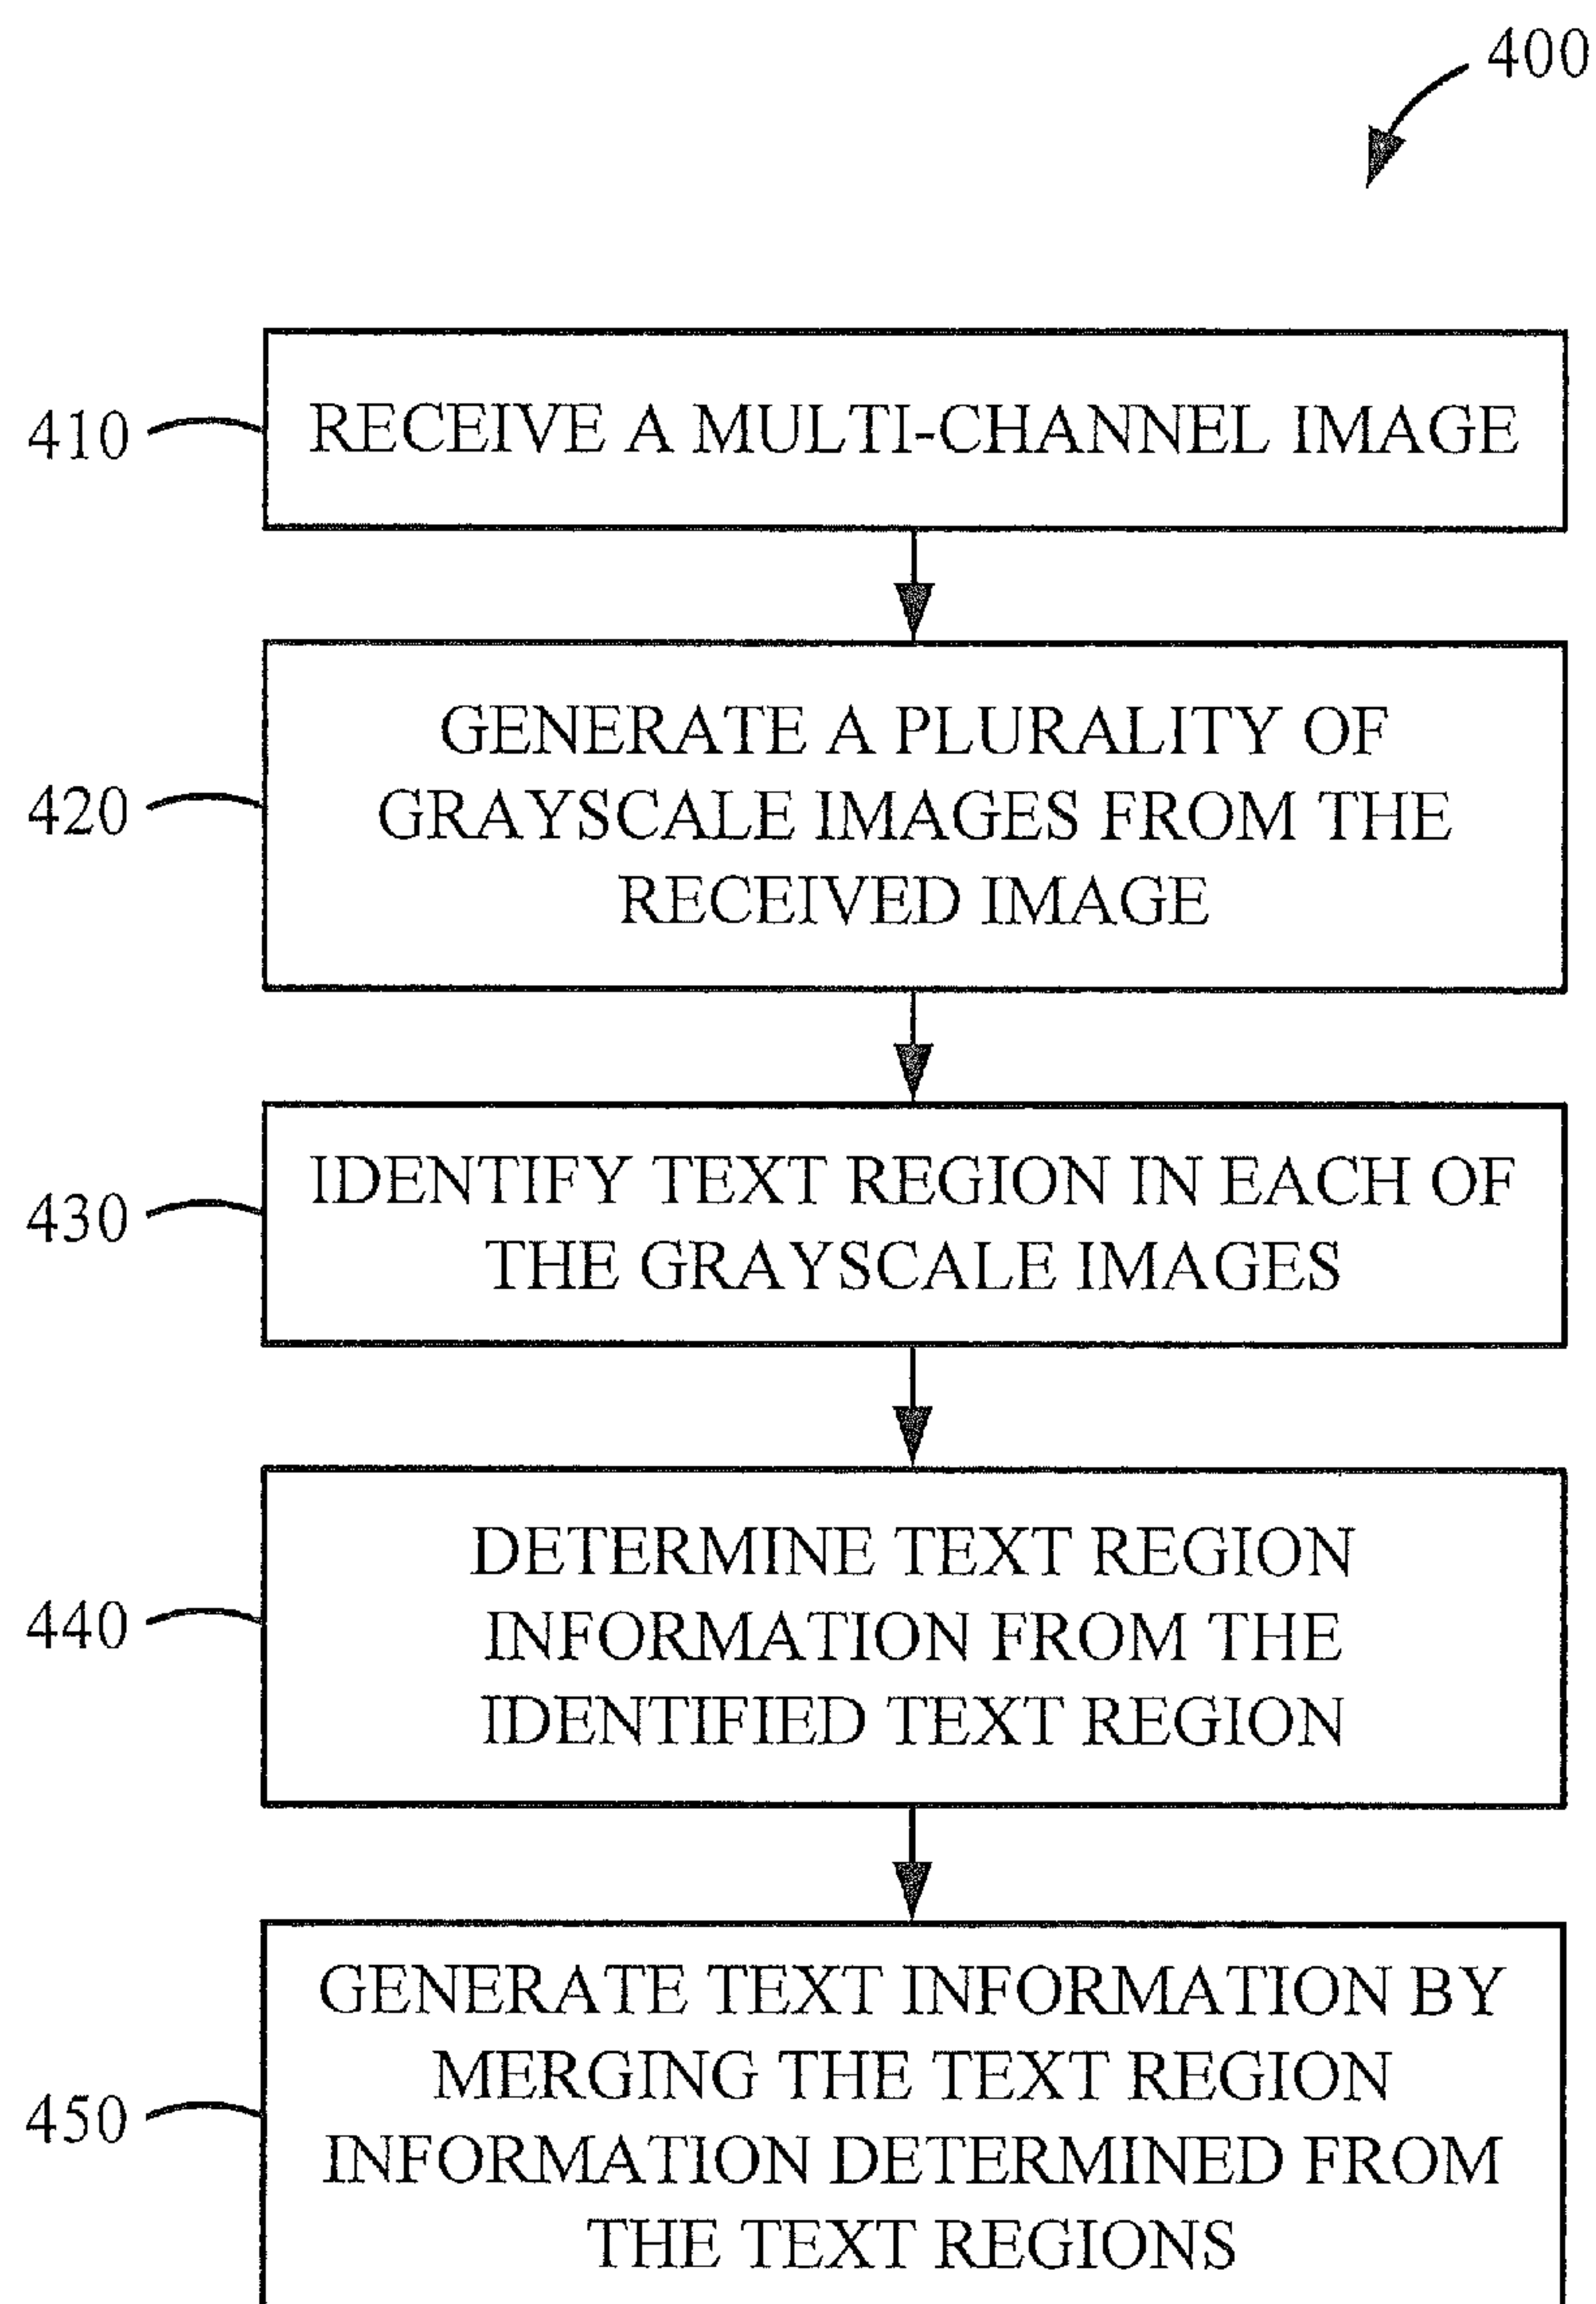 400
410
RECEIVE A MULTI-CHANNEL IMAGE
420
GENERATE A PLURALITY OF
GRAYSCALE IMAGES FROM THE
RECEIVED IMAGE
430
IDENTIFY TEXT REGION IN EACH OF
THE GRAYSCALE IMAGES
440
DETERMINE TEXT REGION
INFORMATION FROM THE
IDENTIFIED TEXT REGION
450
GENERATE TEXT INFORMATION BY
MERGING THE TEXT REGION
INFORMATION DETERMINED FROM
THE TEXT REGIONS